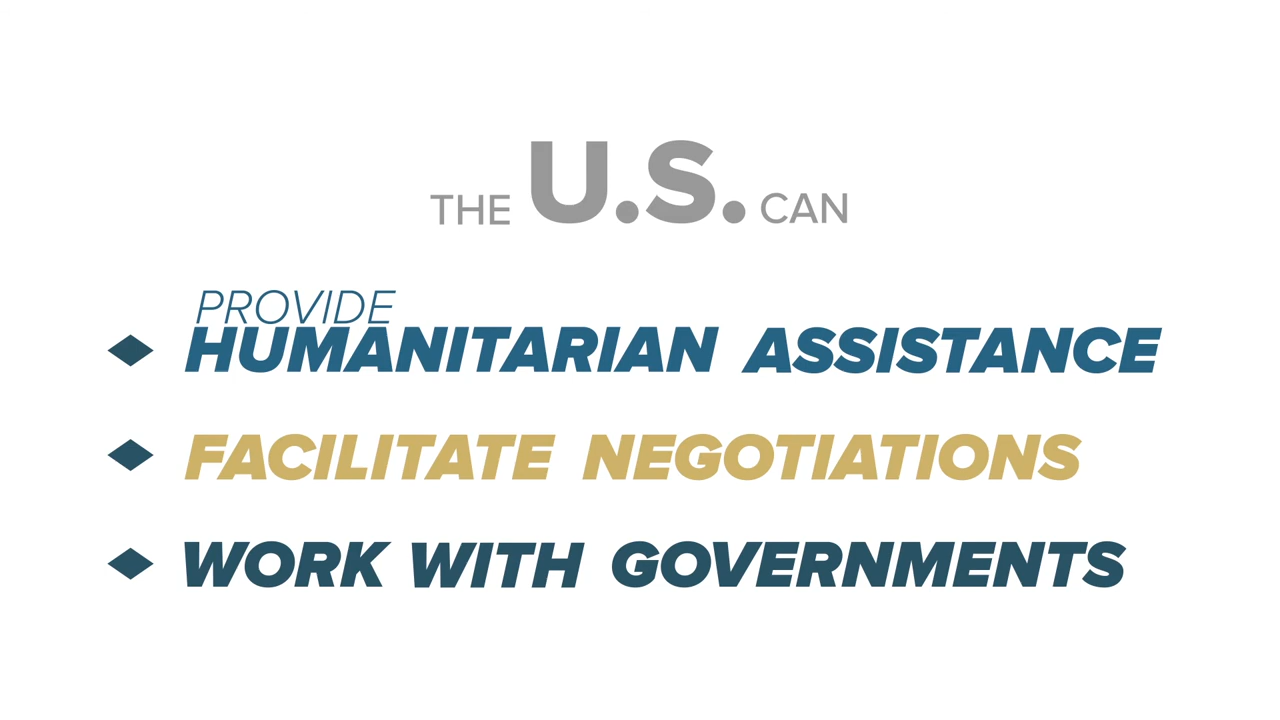 THE U.S. CAN
PROVIDE
HUMANITARIAN ASSISTANCE
FACILITATE NEGOTIATIONS
WORK WITH GOVERNMENTS